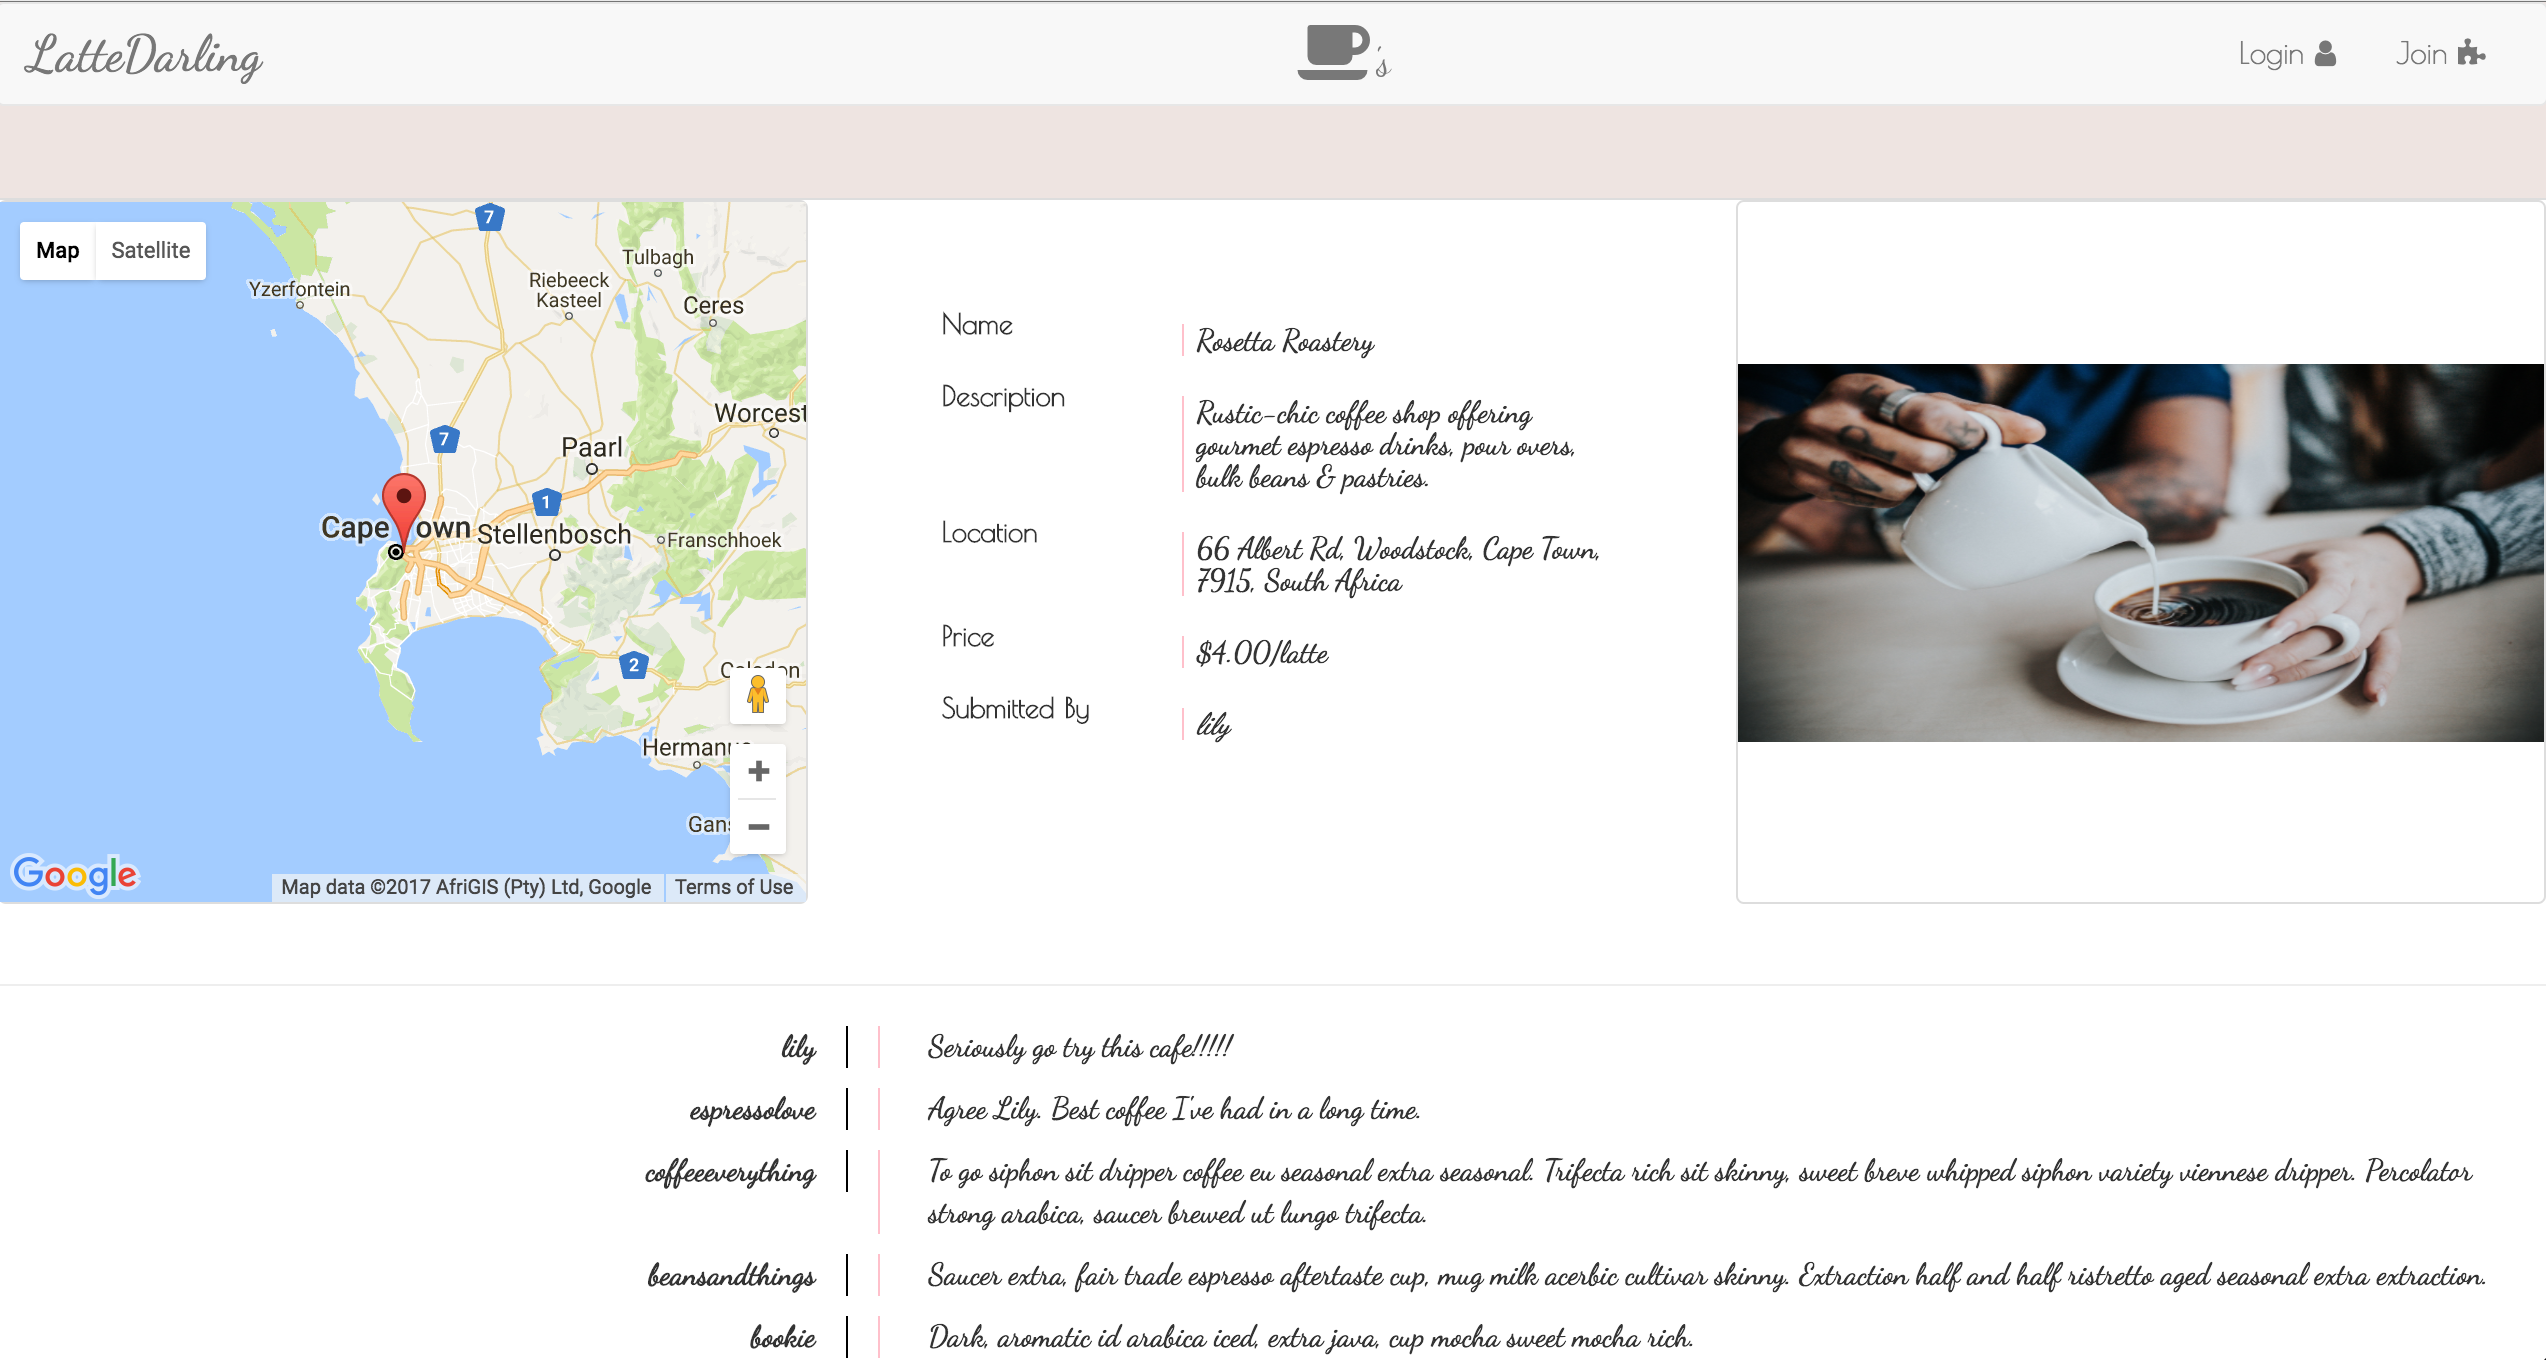 LatteDarling
's
Login
Join
Map
Satellite
7
Tulbagh
Riebeeck
Kasteel
Yzerfontein
Ceres
Worcest
7
Paarl
1
Cape
own
Stellenbosch
Franschhoek
2
Hermanu
Gans
Google
Map data ©2017 AfriGIS (Pty) Ltd, Google
Terms of Use
Name
Rosetta Roastery
Description
Rustic-chic coffee shop offering
gourmet espresso drinks, pour overs,
bulk beans & pastries.
Location
66 Albert Rd, Woodstock, Cape Town,
7915, South Africa
Price
$4.00/latte
Submitted By
lily
lily
Seriously go try this cafe!!!!!
espressolove
Agree Lily. Best coffee I've had in a long time.
coffeeeverything
To go siphon sit dripper coffee eu seasonal extra seasonal. Trifecta rich sit skinny, sweet breve whipped siphon variety viennese dripper. Percolator
strong arabica, saucer brewed ut lungo trifecta.
beansandthings
Saucer extra, fair trade espresso aftertaste cup, mug milk acerbic cultivar skinny. Extraction half and half ristretto aged seasonal extra extraction.
bookie
Dark, aromatic id arabica iced, extra java, cup mocha sweet mocha rich.